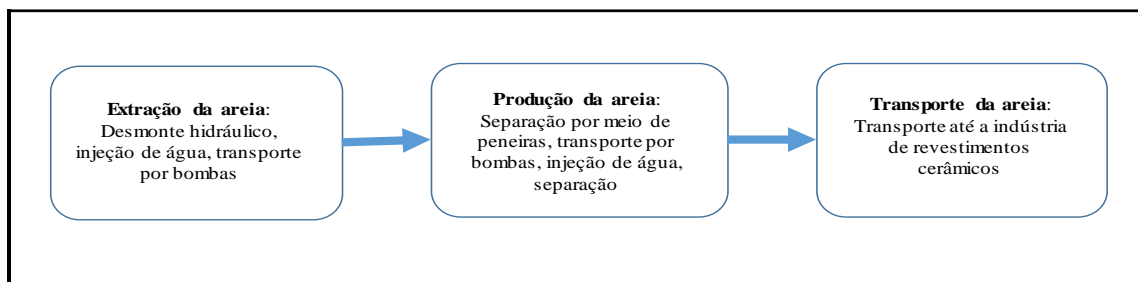 Extração da areia:
Desmonte hidráulico,
injeção de água, transporte
por bombas
Produção da areia:
Separação por meio de
peneiras, transporte por
bombas, injeção de água,
separação
Transporte da areia:
Transporte até a indústria
de revestimentos
cerâmicos